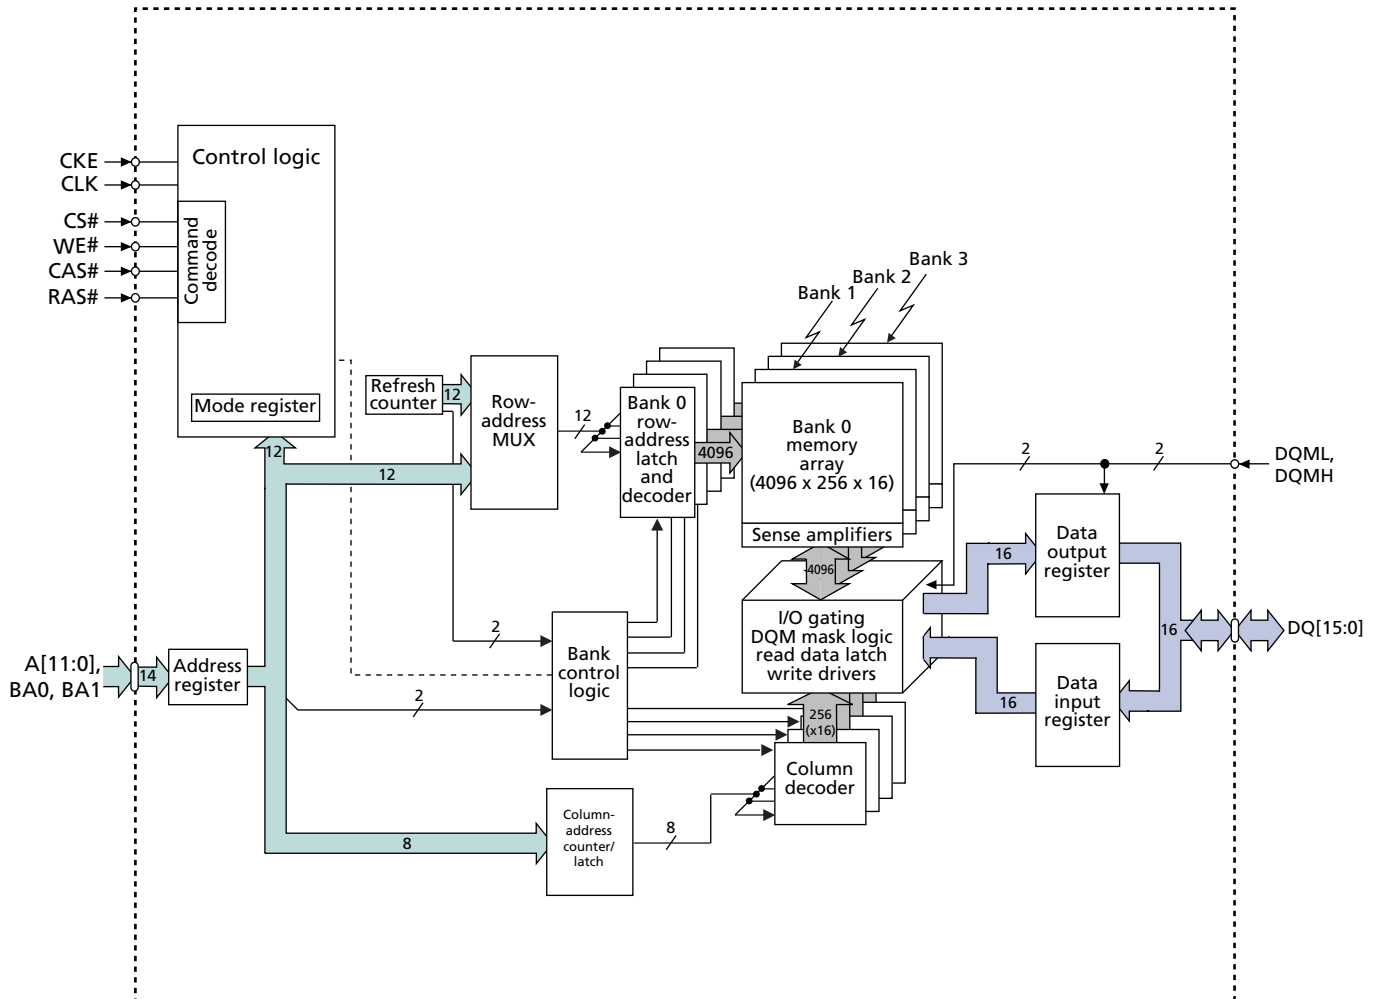 CKE
CLK
CS#
WE#
CAS#
RAS#
Control logic
Command
decode
Mode register
12
12
Refresh
counter
12
Row-
address
MUX
12
Bank 0
row-
address
latch
and
decoder
4096
Bank 1
Bank 2
Bank 3
Bank 0
memory
array
(4096 x 256 x 16)
Sense amplifiers
4096
I/O gating
DQM mask logic
read data latch
write drivers
2
2
DQML,
DQMH
16
Data
output
register
16
DQ[15:0]
16
Data
input
register
A[11:0],
BA0, BA1
14
Address
register
2
2
Bank
control
logic
256
(x16)
Column
decoder
8
Column-
address
counter/
latch
8